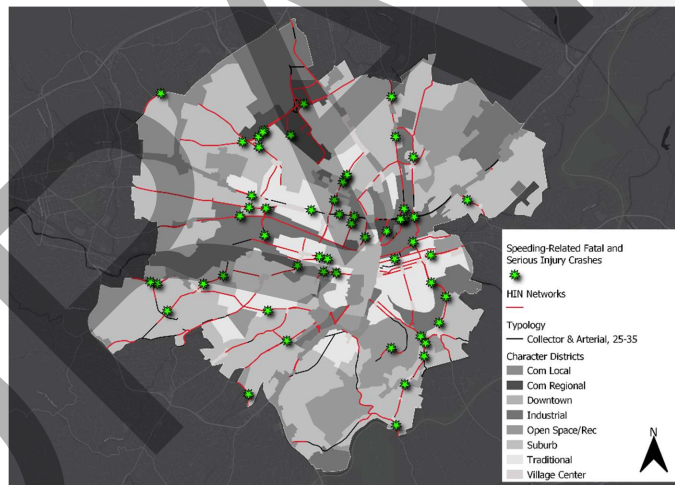 Speeding-Related Fatal and
Serious Injury Crashes
HIN Networks
Typology
Collector & Arterial, 25-35
Character Districts
Com Local
Com Regional
Downtown
Industrial
Open Space/Rec
Suburb
Traditional
Village Center
N